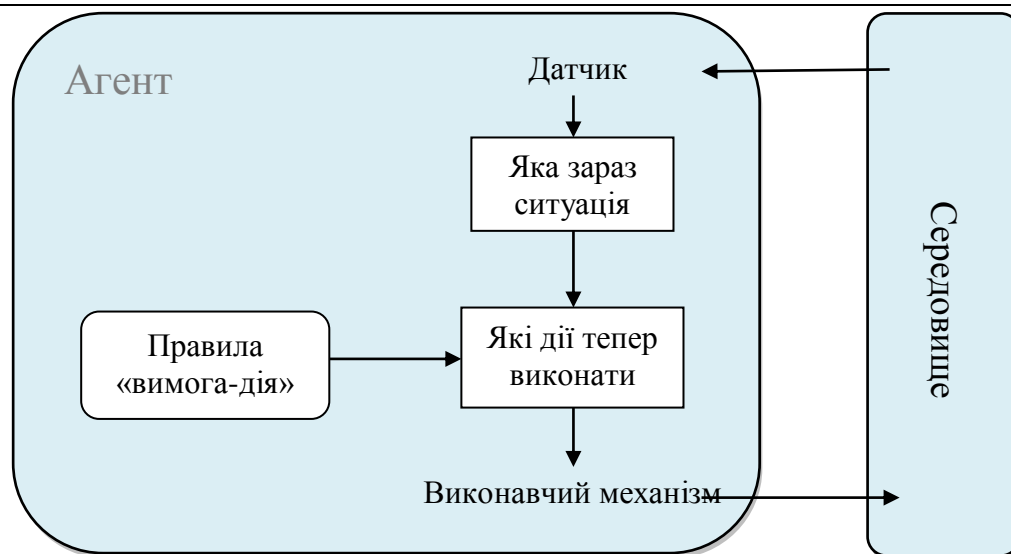 Агент
Датчик
Яка зараз
ситуація
Правила
«вимога-дія»
Які дії тепер
виконати
Виконавчий механізм
Середовище